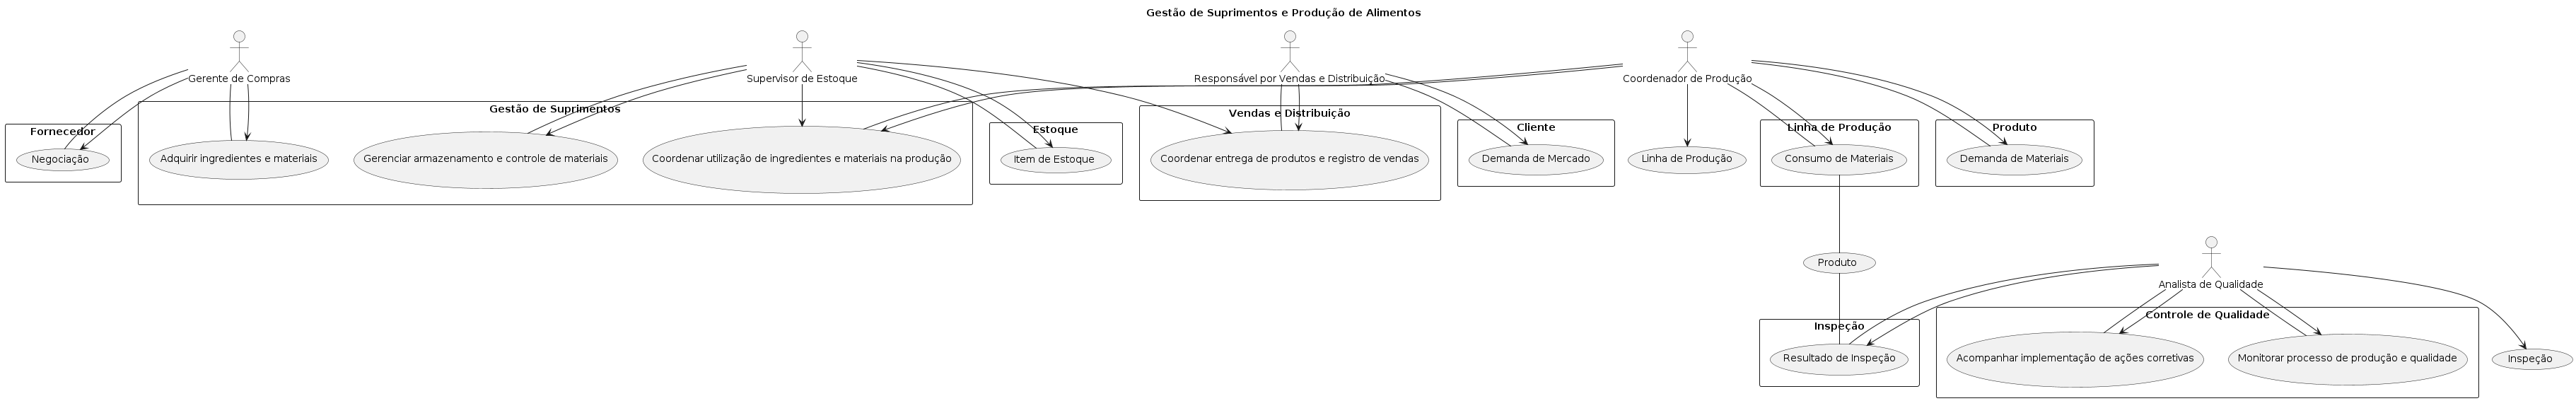 Gestão de Suprimentos e Produção de Alimentos
Gerente de Compras
Supervisor de Estoque
Responsável por Vendas e Distribuição
Coordenador de Produção
Fornecedor
Negociação
Gestão de Suprimentos
Adquirir ingredientes e materiais
Gerenciar armazenamento e controle de materiais
Coordenar utilização de ingredientes e materiais na produção
Estoque
Item de Estoque
Vendas e Distribuição
Coordenar entrega de produtos e registro de vendas
Cliente
Demanda de Mercado
Linha de Produção
Linha de Produção
Consumo de Materiais
Produto
Demanda de Materiais
Produto
Analista de Qualidade
Inspeção
Resultado de Inspeção
Controle de Qualidade
Acompanhar implementação de ações corretivas
Monitorar processo de produção e qualidade
Inspeção